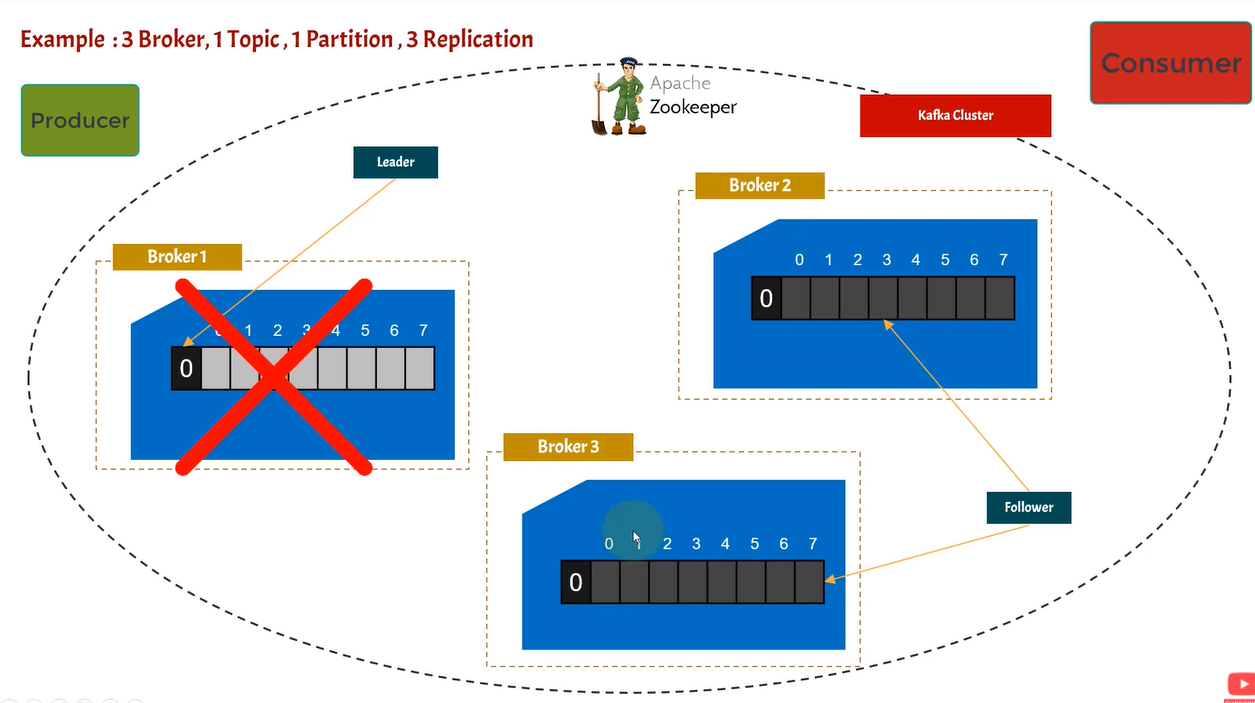 Example : 3 Broker, 1 Topic , 1 Partition , 3 Replication
Consumer
Producer
Apache
Zookeeper
Kafka Cluster
Leader
Broker 2
Broker 1
0 1 2 3 4 5 6 7
0
0 1 2 3 4 5 6 7
0
Broker 3
Follower
0 1 2 3 4 5 6 7
0